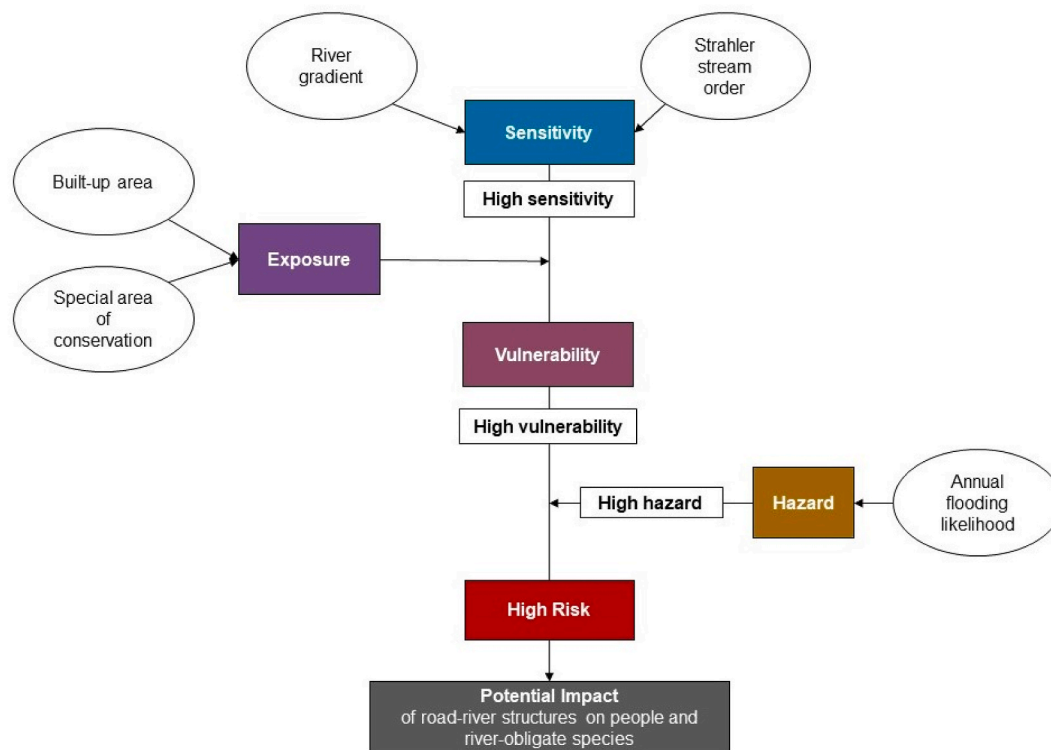 River
gradient
Strahler
stream
order
Sensitivity
High sensitivity
Built-up area
Exposure
Special area
of
conservation
Vulnerability
High vulnerability
High hazard
Hazard
Annual
flooding
likelihood
High Risk
Potential Impact
of road-river structures on people and
river-obligate species